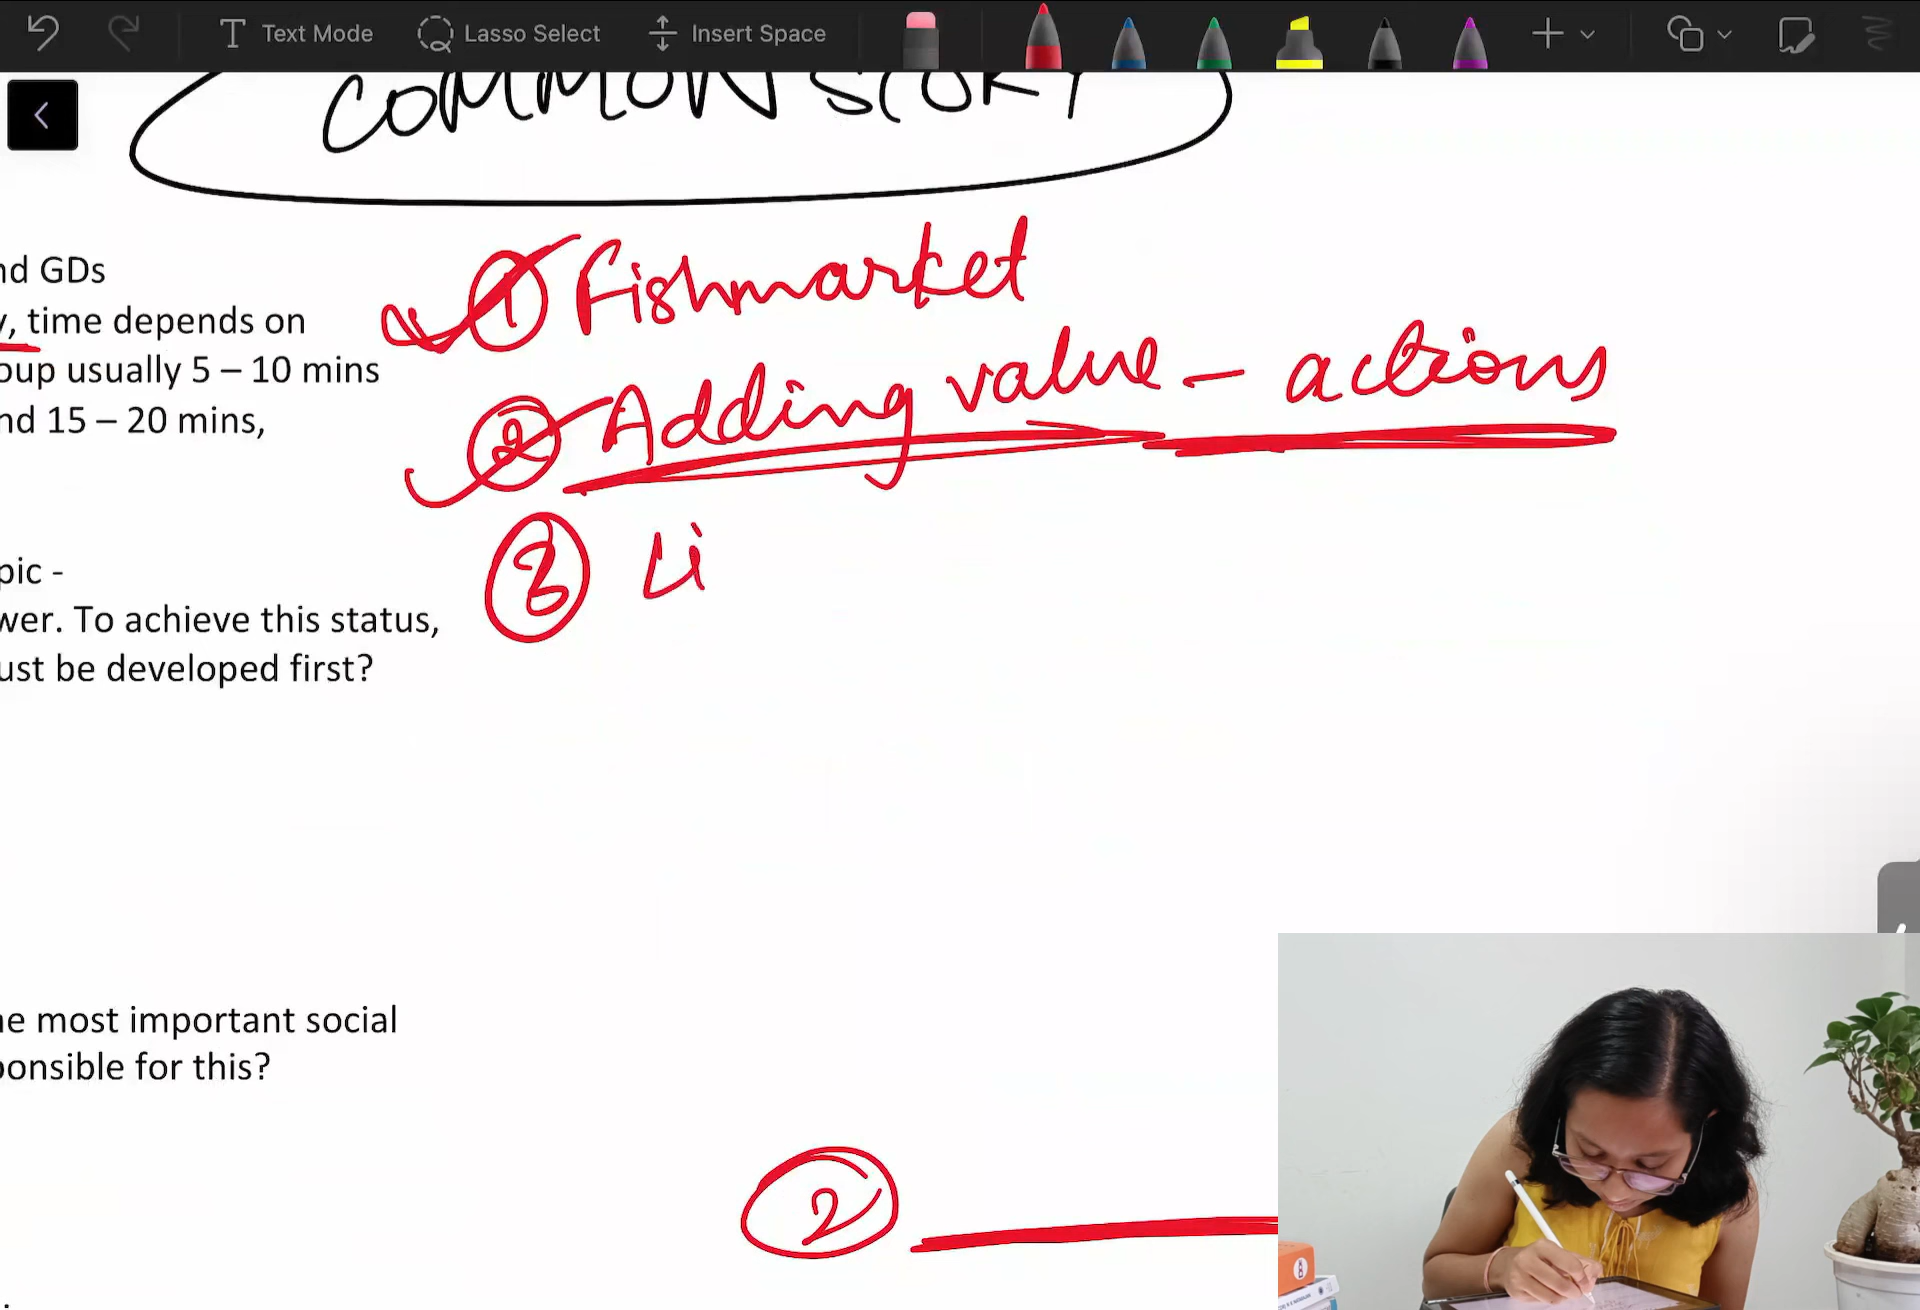 Text Mode Lasso Select Insert Space
COMMON STORY
nd GDs
y, time depends on
oup usually 5 – 10 mins
nd 15 – 20 mins,
① Fishmarket
② Adding value - actions
③ Li
pic -
wer. To achieve this status,
ust be developed first?
ne most important social
ponsible for this?
②